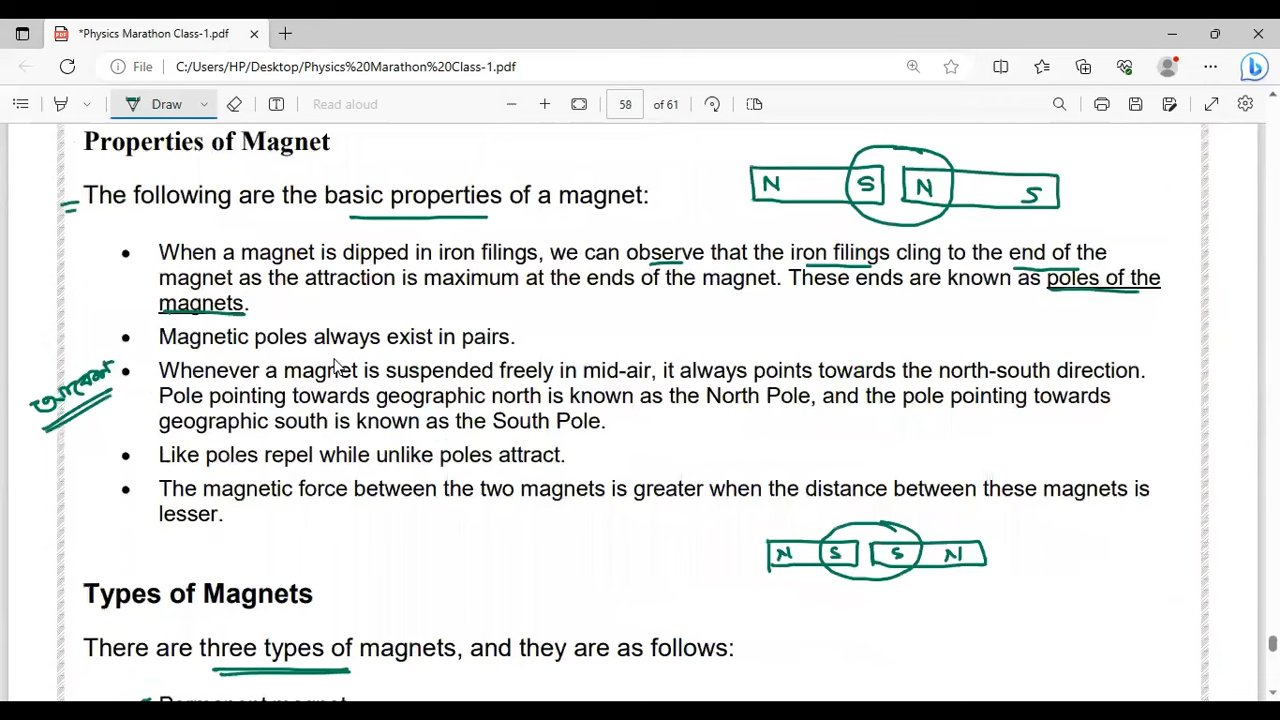 *Physics Marathon Class-1.pdf
File C:/Users/HP/Desktop/Physics%20Marathon%20Class-1.pdf
Draw Read aloud 58 of 61
Properties of Magnet
N S N S
The following are the basic properties of a magnet:
• When a magnet is dipped in iron filings, we can observe that the iron filings cling to the end of the
magnet as the attraction is maximum at the ends of the magnet. These ends are known as poles of the
magnets.
• Magnetic poles always exist in pairs.
• Whenever a magnet is suspended freely in mid-air, it always points towards the north-south direction.
Pole pointing towards geographic north is known as the North Pole, and the pole pointing towards
geographic south is known as the South Pole.
• Like poles repel while unlike poles attract.
• The magnetic force between the two magnets is greater when the distance between these magnets is
lesser.
N S S N
Types of Magnets
There are three types of magnets, and they are as follows:
Permanent magnet